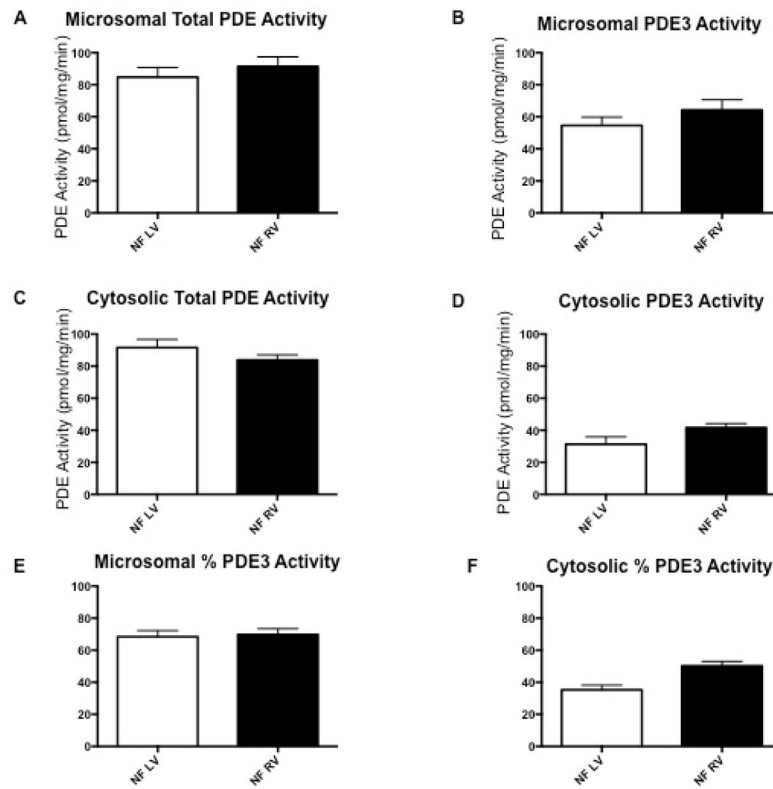 A
Microsomal Total PDE Activity
PDE Activity (pmol/mg/min)
100
80
60
40
20
0
NF LV
NF RV
B
Microsomal PDE3 Activity
PDE Activity (pmol/mg/min)
100
80
60
40
20
0
NF LV
NF RV
C
Cytosolic Total PDE Activity
PDE Activity (pmol/mg/min)
100
80
60
40
20
0
NF LV
NF RV
D
Cytosolic PDE3 Activity
PDE Activity (pmol/mg/min)
100
80
60
40
20
0
NF LV
NF RV
E
Microsomal % PDE3 Activity
100
80
60
40
20
0
NF LV
NF RV
F
Cytosolic % PDE3 Activity
100
80
60
40
20
0
NF LV
NF RV